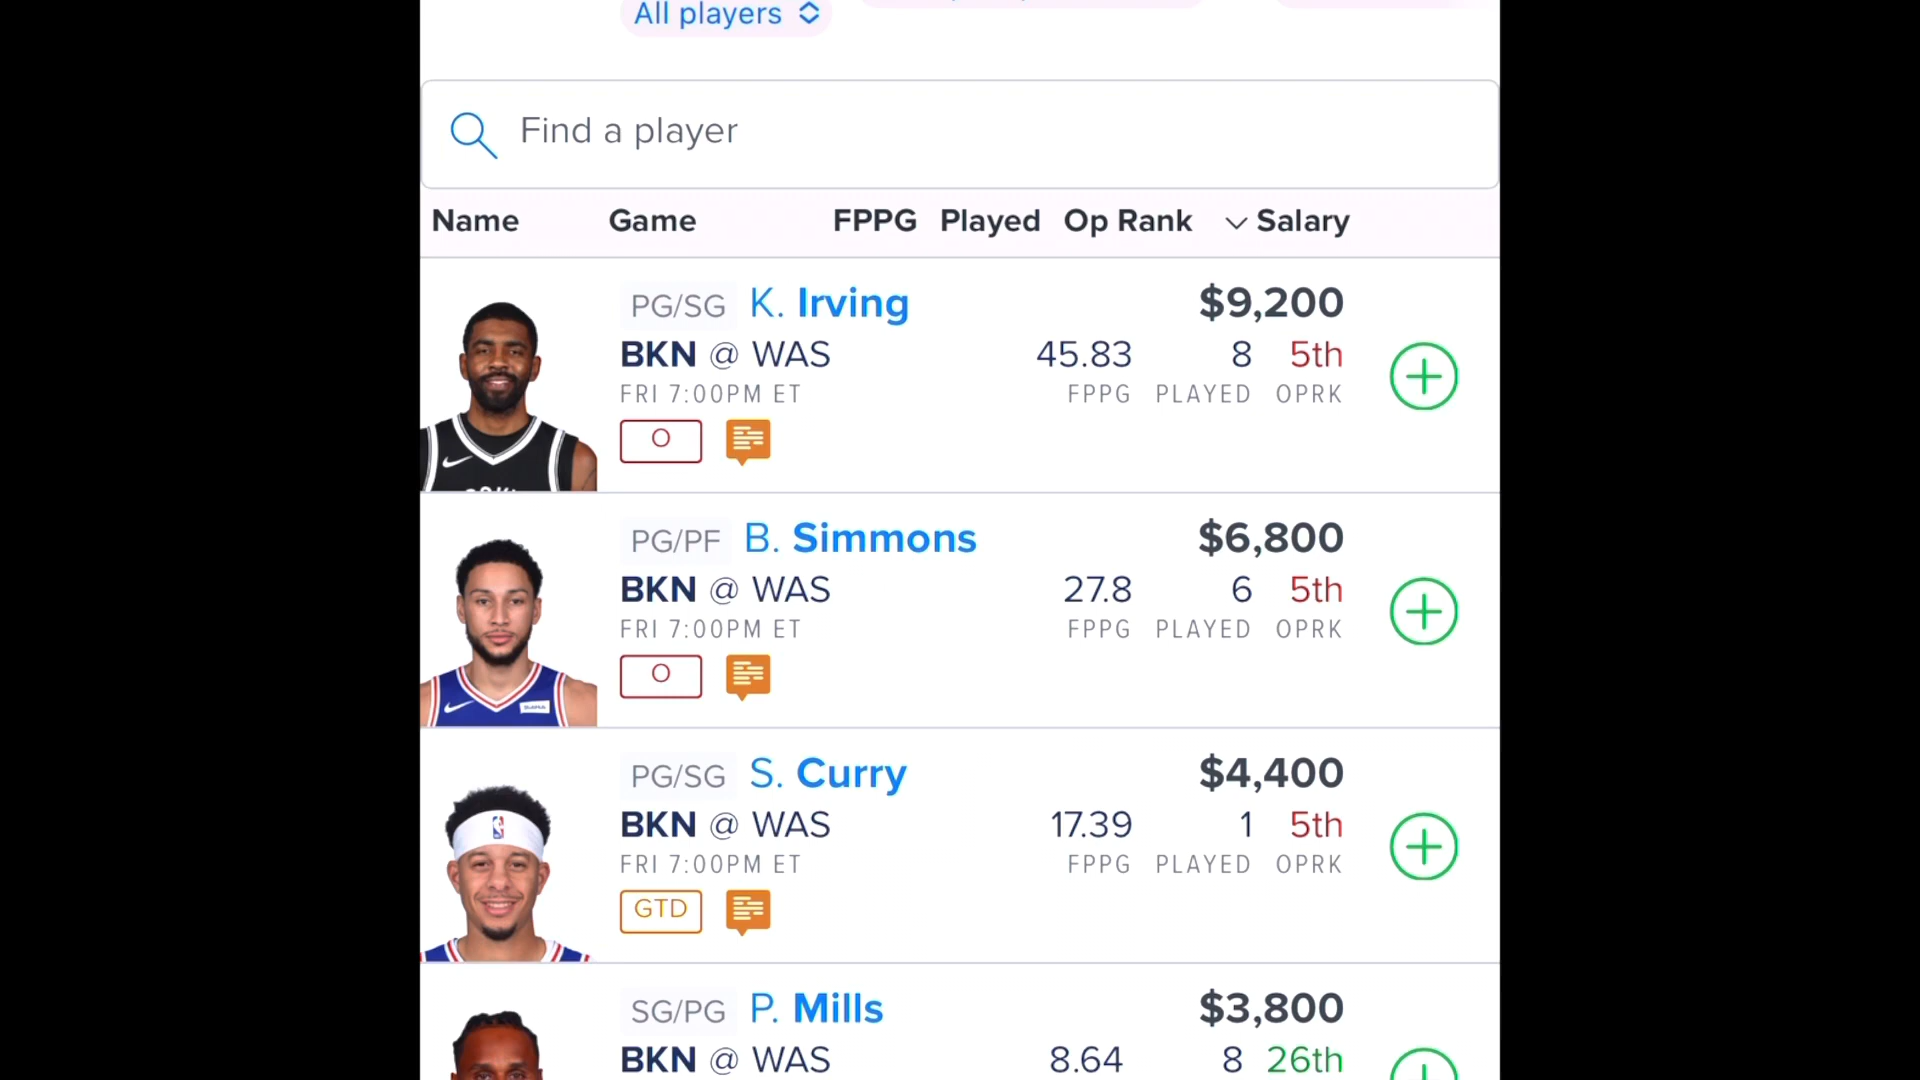 All players
Find a player
Name Game FPPG Played Op Rank Salary
PG/SG K. Irving $9,200
BKN @ WAS 45.83 8 5th
FRI 7:00PM ET FPPG PLAYED OPRK
O
PG/PF B. Simmons $6,800
BKN @ WAS 27.8 6 5th
FRI 7:00PM ET FPPG PLAYED OPRK
O
PG/SG S. Curry $4,400
BKN @ WAS 17.39 1 5th
FRI 7:00PM ET FPPG PLAYED OPRK
GTD
SG/PG P. Mills $3,800
BKN @ WAS 8.64 8 26th